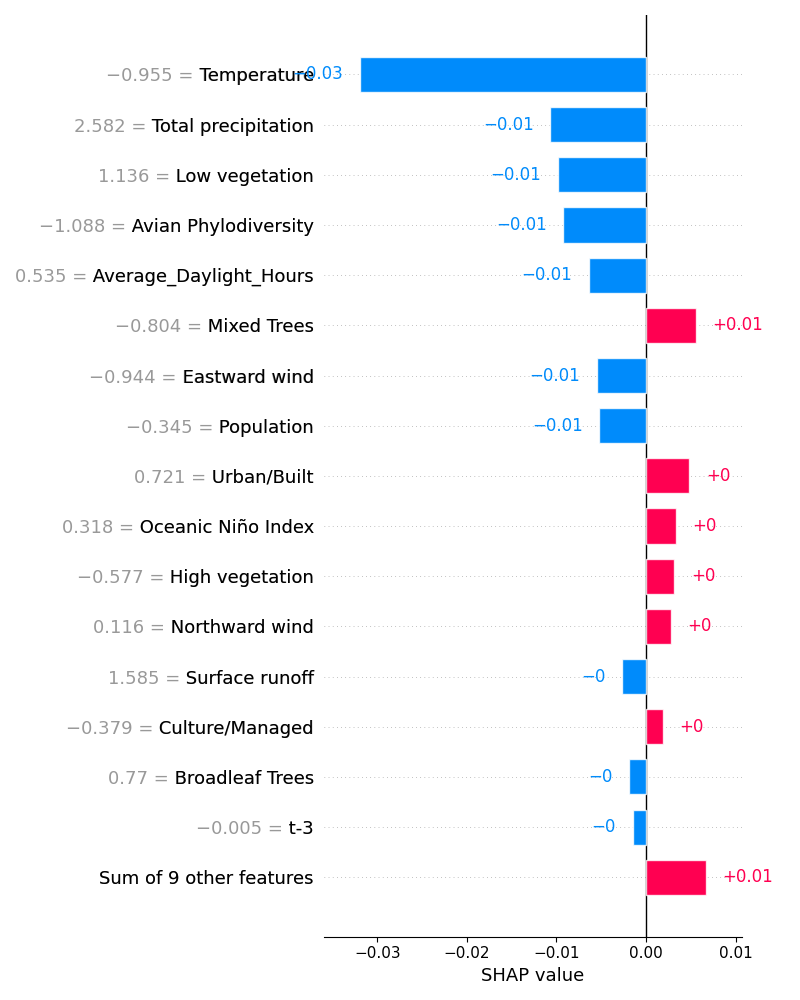 −0.955 = Temperature −0.03
2.582 = Total precipitation −0.01
1.136 = Low vegetation −0.01
−1.088 = Avian Phylodiversity −0.01
0.535 = Average_Daylight_Hours −0.01
−0.804 = Mixed Trees +0.01
−0.944 = Eastward wind −0.01
−0.345 = Population −0.01
0.721 = Urban/Built +0
0.318 = Oceanic Niño Index +0
−0.577 = High vegetation +0
0.116 = Northward wind +0
1.585 = Surface runoff −0
−0.379 = Culture/Managed +0
0.77 = Broadleaf Trees −0
−0.005 = t-3 −0
Sum of 9 other features +0.01
−0.03 −0.02 −0.01 0.00 0.01
SHAP value